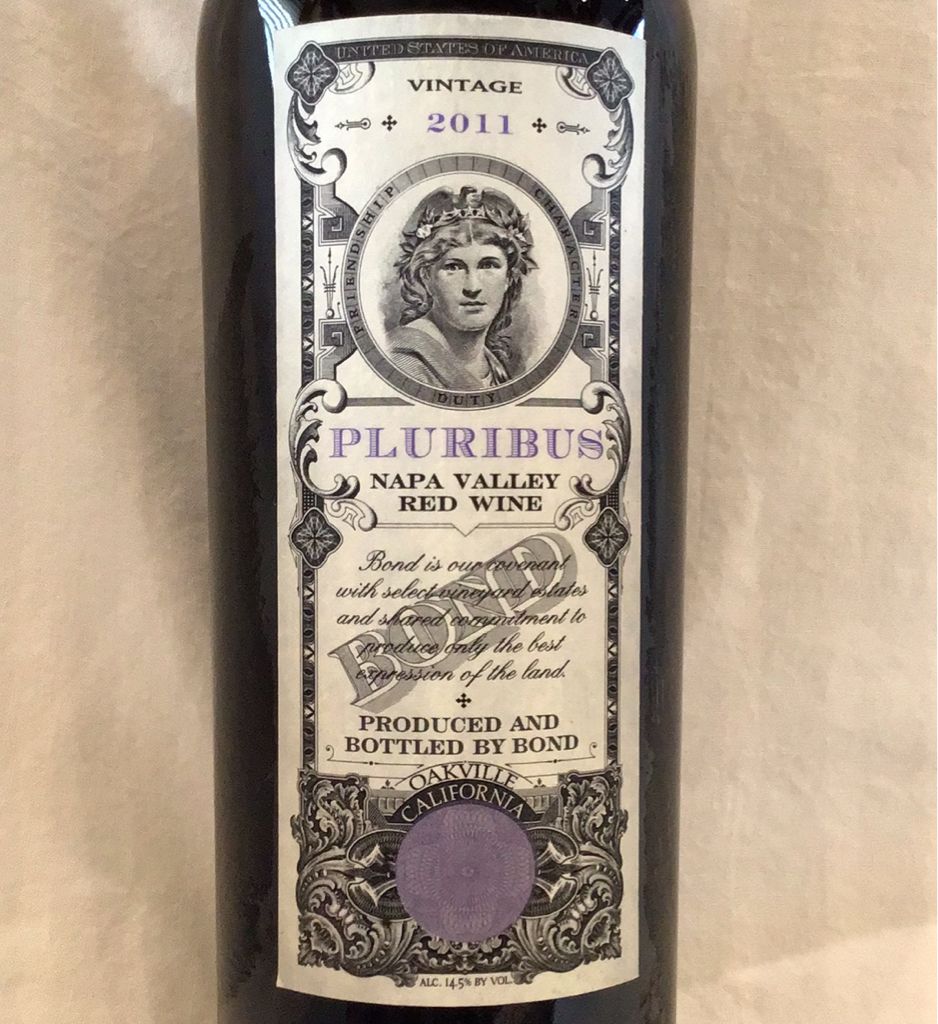 UNITED STATES OF AMERICA
VINTAGE
2011
FRIENDSHIP
CHARACTER
DUTY
PLURIBUS
NAPA VALLEY
RED WINE
BOND
Bond is our covenant
with select vineyard estates
and shared commitment to
produce only the best
expression of the land.
PRODUCED AND
BOTTLED BY BOND
OAKVILLE
CALIFORNIA
ALC. 14.5% BY VOL.